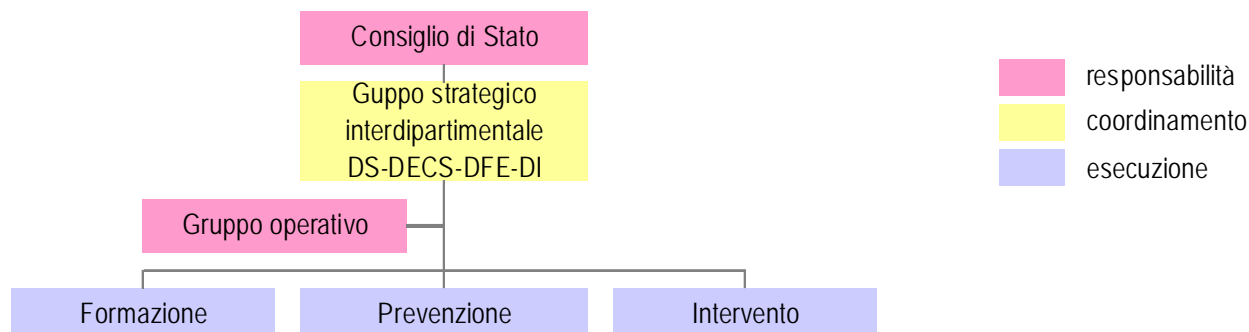 Consiglio di Stato
Guppo strategico
interdipartimentale
DS-DECS-DFE-DI
Gruppo operativo
Formazione
Prevenzione
Intervento
responsabilità
coordinamento
esecuzione